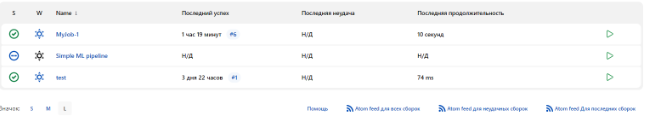 S W Name ↓ Последний успех Последняя неудача Последняя продолжительность
MyJob-1 1 час 19 минут #6 Н/Д 10 секунд
Simple ML pipeline Н/Д Н/Д Н/Д
test 3 дня 22 часов #1 Н/Д 74 ms
Значок: S M L Помощь Atom feed для всех сборок Atom feed для неудачных сборок Atom feed Для последних сборок